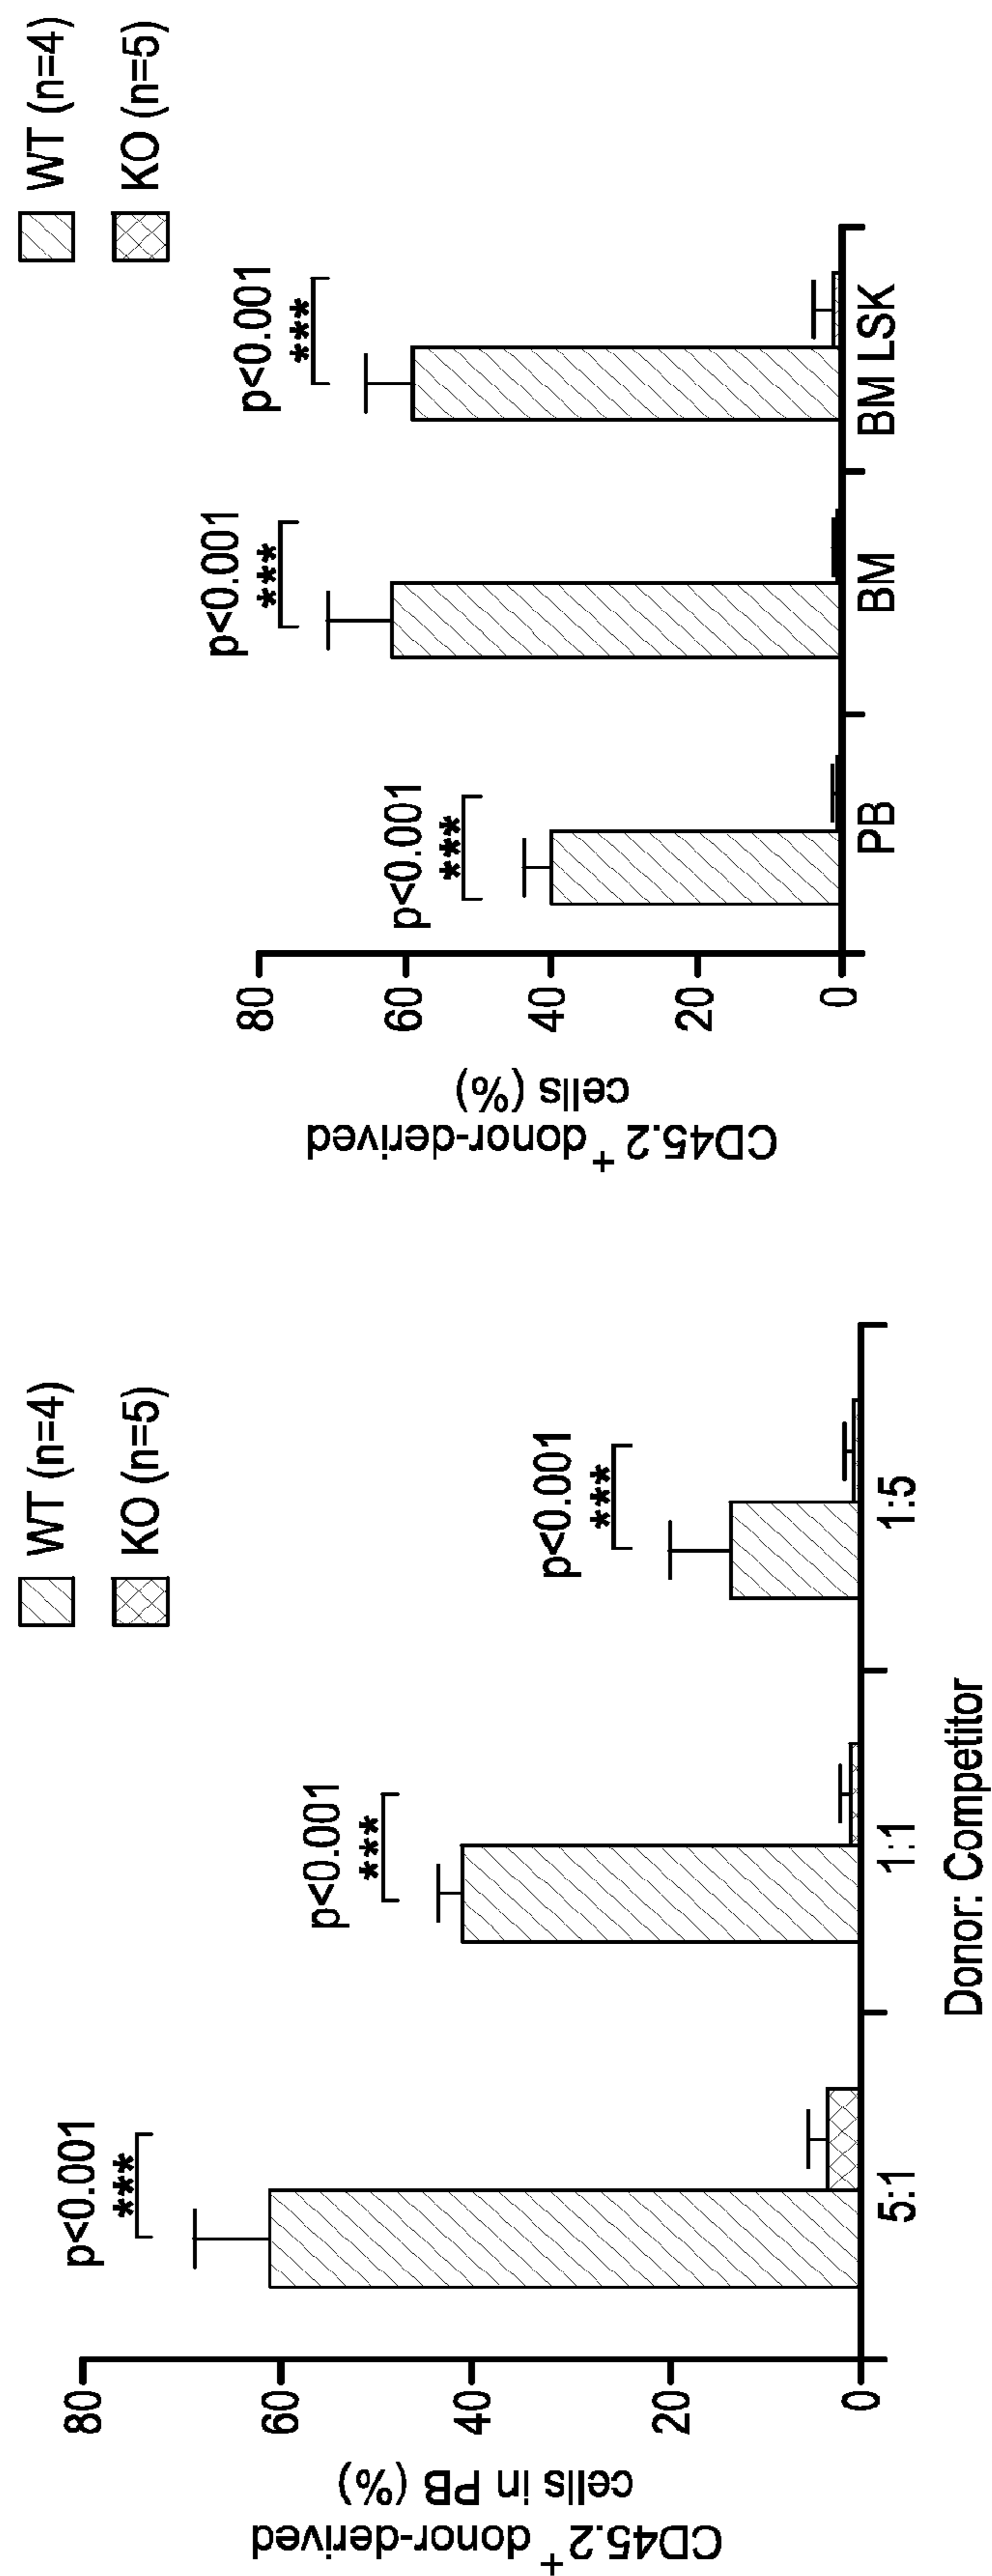 CD45.2+ donor-derived
cells in PB (%)
80
60
40
20
0
WT (n=4)
KO (n=5)
p<0.001
***
p<0.001
***
p<0.001
***
5:1
1:1
1:5
Donor: Competitor
CD45.2+ donor-derived
cells (%)
80
60
40
20
0
WT (n=4)
KO (n=5)
p<0.001
***
p<0.001
***
p<0.001
***
PB
BM
BM LSK